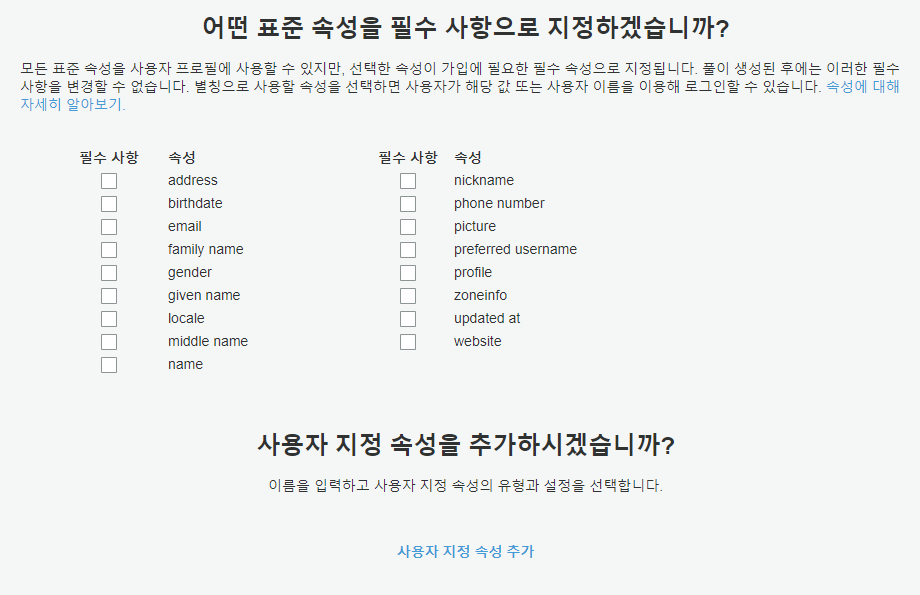 어떤 표준 속성을 필수 사항으로 지정하겠습니까?
모든 표준 속성을 사용자 프로필에 사용할 수 있지만, 선택한 속성이 가입에 필요한 필수 속성으로 지정됩니다. 풀이 생성된 후에는 이러한 필수
사항을 변경할 수 없습니다. 별칭으로 사용할 속성을 선택하면 사용자가 해당 값 또는 사용자 이름을 이용해 로그인할 수 있습니다. 속성에 대해
자세히 알아보기.
필수 사항 속성
address
birthdate
email
family name
gender
given name
locale
middle name
name
필수 사항 속성
nickname
phone number
picture
preferred username
profile
zoneinfo
updated at
website
사용자 지정 속성을 추가하시겠습니까?
이름을 입력하고 사용자 지정 속성의 유형과 설정을 선택합니다.
사용자 지정 속성 추가